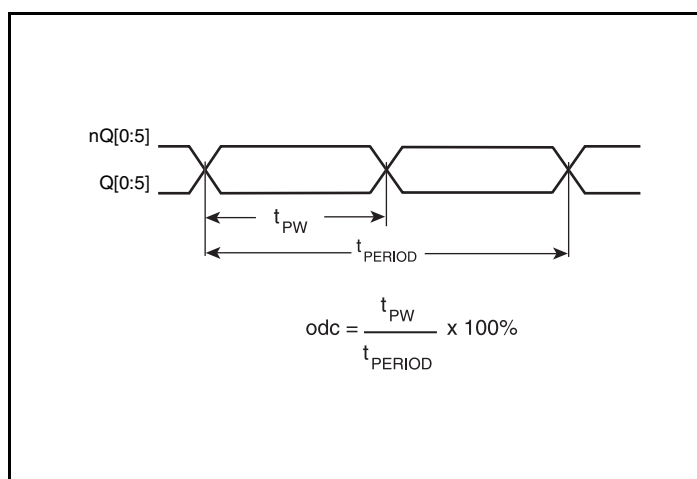 nQ[0:5]
Q[0:5]
tPW
tPERIOD
odc = tPW / tPERIOD x 100%